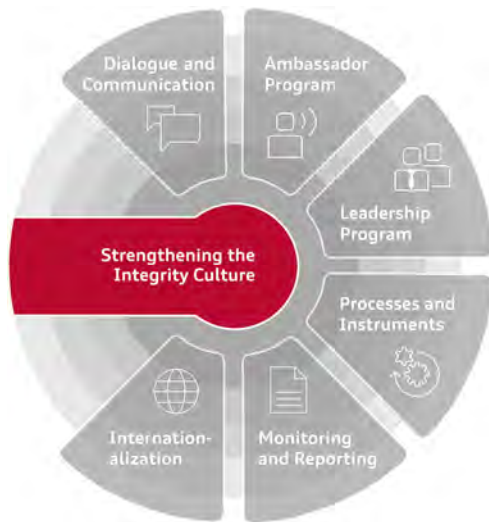 Dialogue and
Communication
Ambassador
Program
Leadership
Program
Strengthening the
Integrity Culture
Processes and
Instruments
Internation-
alization
Monitoring
and Reporting